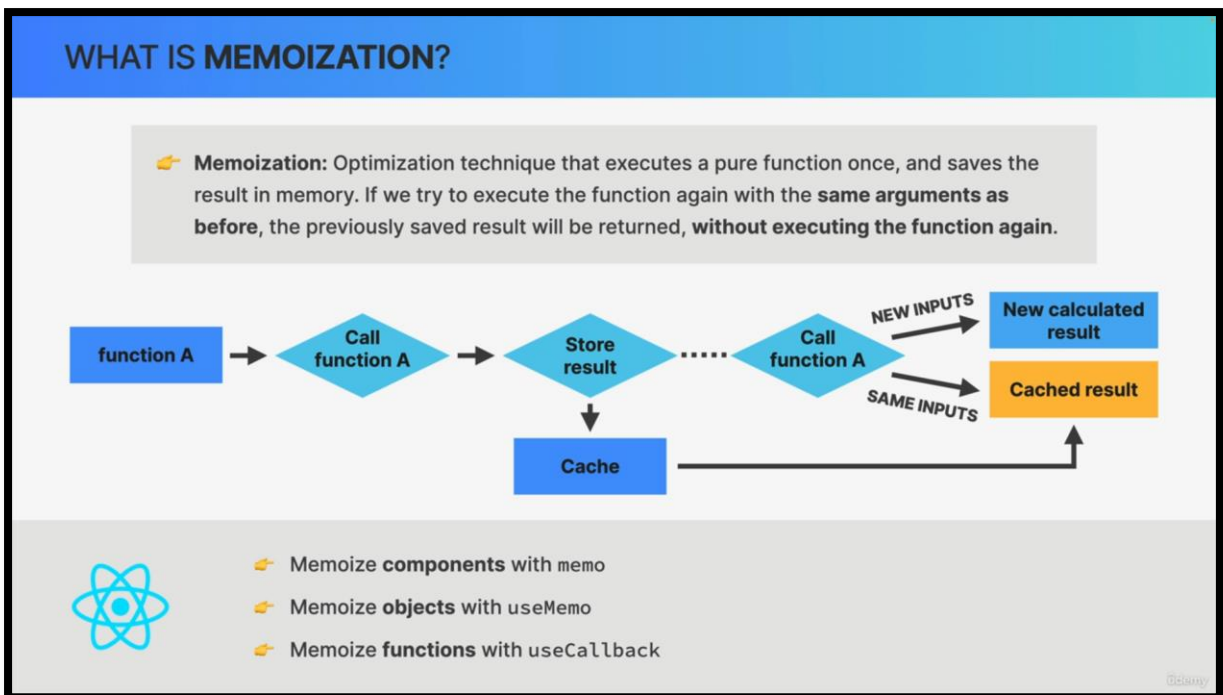 WHAT IS MEMOIZATION?
👉 Memoization: Optimization technique that executes a pure function once, and saves the
result in memory. If we try to execute the function again with the same arguments as
before, the previously saved result will be returned, without executing the function again.
function A
Call
function A
Store
result
Call
function A
NEW INPUTS
New calculated
result
SAME INPUTS
Cached result
Cache
👉 Memoize components with memo
👉 Memoize objects with useMemo
👉 Memoize functions with useCallback
ûdemy